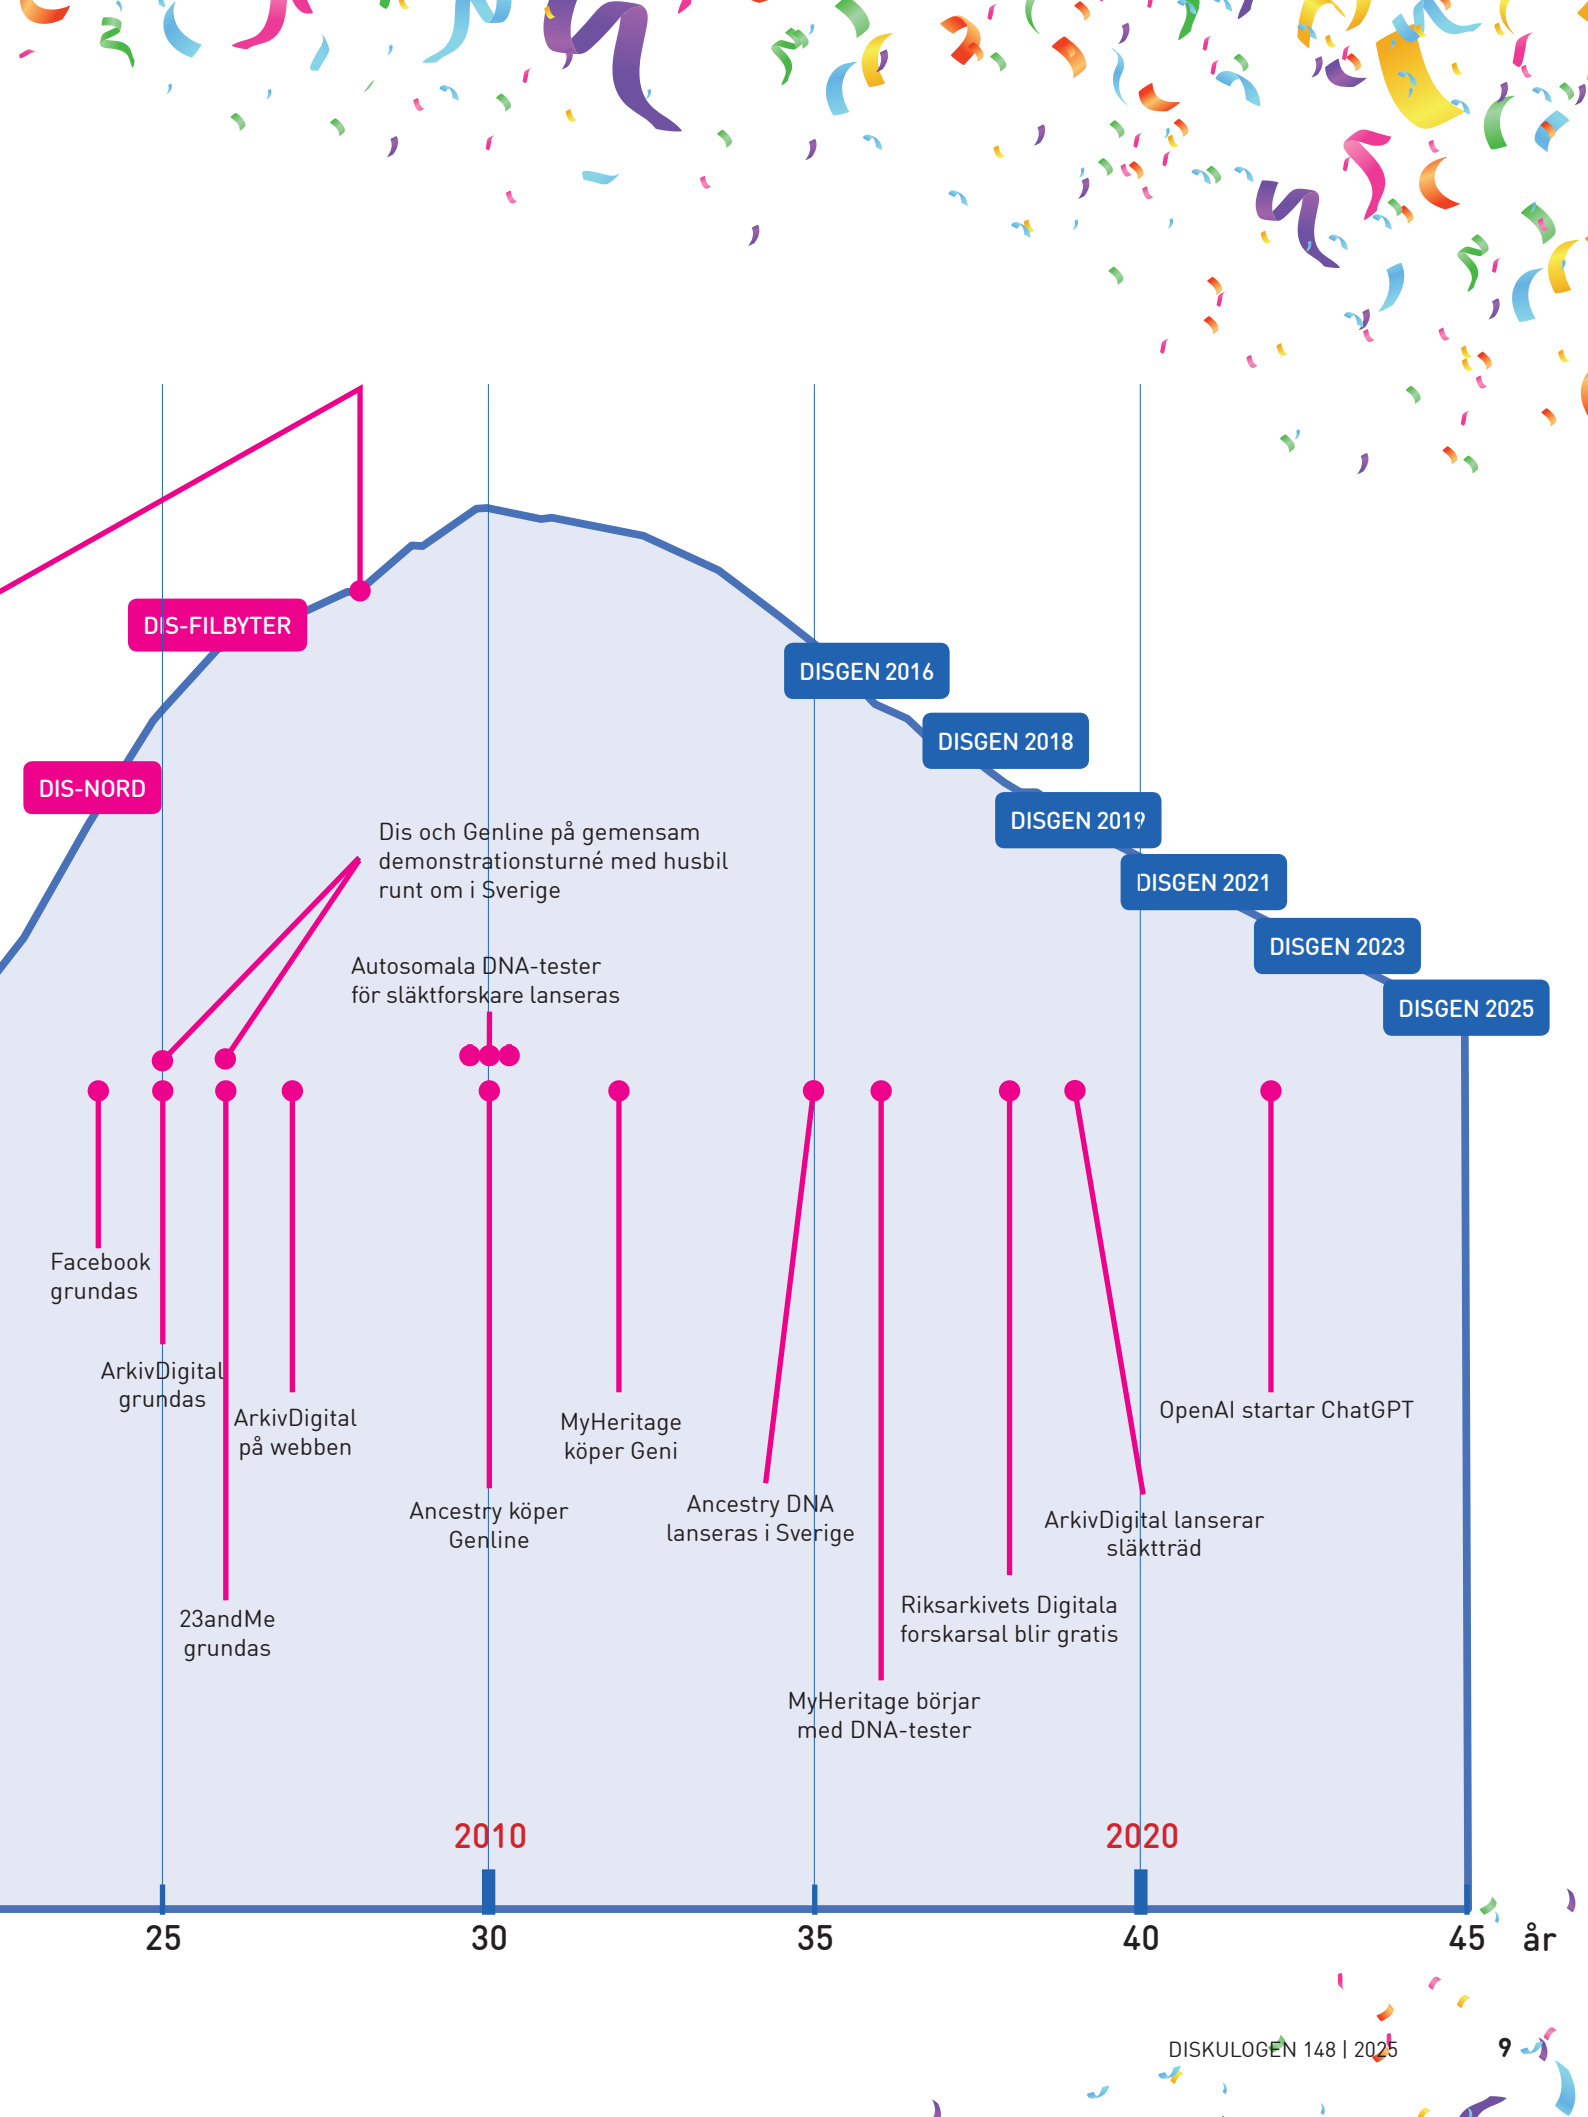 DIS-FILBYTER
DISGEN 2016
DISGEN 2018
DIS-NORD
DISGEN 2019
Dis och Genline på gemensam
demonstrationsturné med husbil
runt om i Sverige
DISGEN 2021
DISGEN 2023
Autosomala DNA-tester
för släktforskare lanseras
DISGEN 2025
Facebook
grundas
ArkivDigital
grundas
ArkivDigital
på webben
MyHeritage
köper Geni
OpenAI startar ChatGPT
Ancestry köper
Genline
Ancestry DNA
lanseras i Sverige
ArkivDigital lanserar
släktträd
23andMe
grundas
Riksarkivets Digitala
forskarsal blir gratis
MyHeritage börjar
med DNA-tester
2010 2020
25 30 35 40 45 år
DISKULOGEN 148 | 2025 9